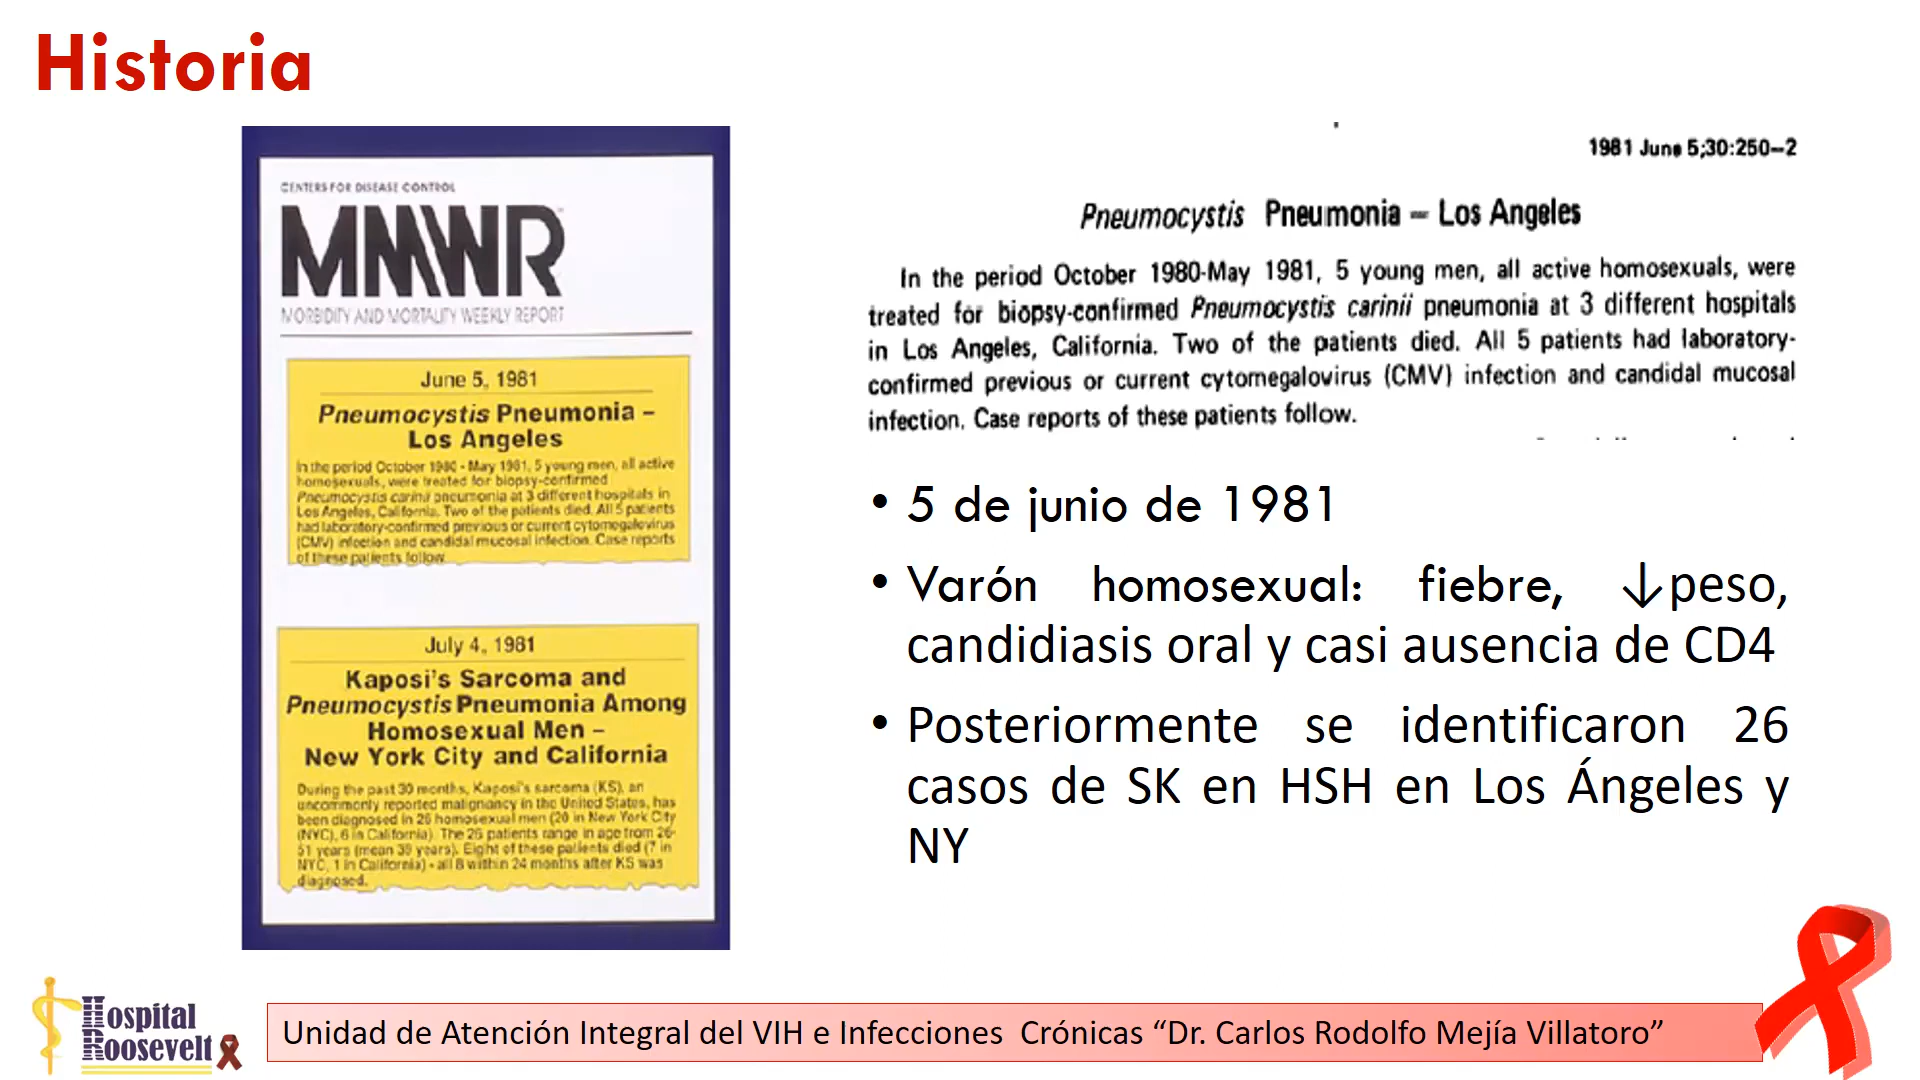 Historia
CENTERS FOR DISEASE CONTROL
MMWR
MORBIDITY AND MORTALITY WEEKLY REPORT
June 5, 1981
Pneumocystis Pneumonia –
Los Angeles
In the period October 1980 - May 1981, 5 young men, all active
homosexuals, were treated for biopsy-confirmed
Pneumocystis carinii pneumonia at 3 different hospitals in
Los Angeles, California. Two of the patients died. All 5 patients
had laboratory-confirmed previous or current cytomegalovirus
(CMV) infection and candidal mucosal infection. Case reports
of these patients follow.
July 4, 1981
Kaposi's Sarcoma and
Pneumocystis Pneumonia Among
Homosexual Men –
New York City and California
During the past 30 months, Kaposi's sarcoma (KS), an
uncommonly reported malignancy in the United States, has
been diagnosed in 26 homosexual men (20 in New York City
(NYC), 6 in California). The 26 patients range in age from 26-
51 years (mean 39 years). Eight of these patients died (7 in
NYC, 1 in California) - all 8 within 24 months after KS was
diagnosed.
1981 June 5;30:250–2
Pneumocystis Pneumonia – Los Angeles
In the period October 1980-May 1981, 5 young men, all active homosexuals, were
treated for biopsy-confirmed Pneumocystis carinii pneumonia at 3 different hospitals
in Los Angeles, California. Two of the patients died. All 5 patients had laboratory-
confirmed previous or current cytomegalovirus (CMV) infection and candidal mucosal
infection. Case reports of these patients follow.
• 5 de junio de 1981
• Varón homosexual: fiebre, ↓peso,
candidiasis oral y casi ausencia de CD4
• Posteriormente se identificaron 26
casos de SK en HSH en Los Ángeles y
NY
Hospital
Roosevelt
Unidad de Atención Integral del VIH e Infecciones Crónicas “Dr. Carlos Rodolfo Mejía Villatoro”